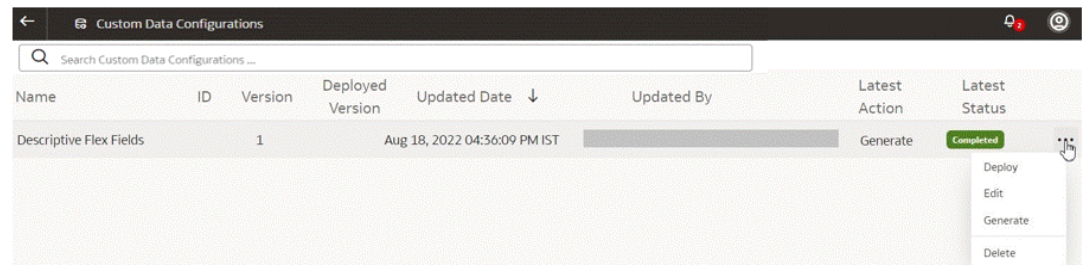 Custom Data Configurations
2
Search Custom Data Configurations ...
Name ID Version Deployed Version Updated Date ↓ Updated By Latest Action Latest Status
Descriptive Flex Fields 1 Aug 18, 2022 04:36:09 PM IST Generate Completed ...
Deploy
Edit
Generate
Delete